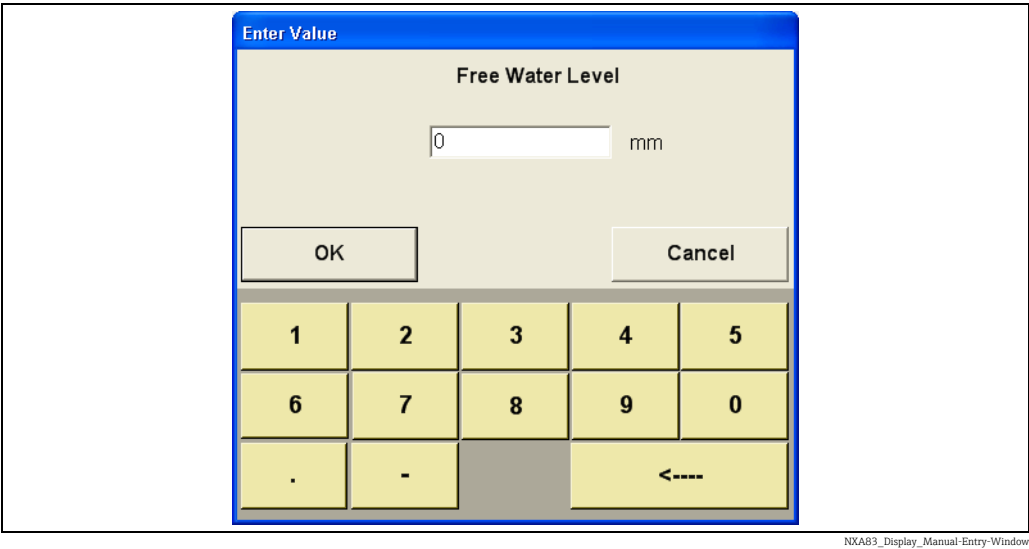 Enter Value
Free Water Level
0 mm
OK Cancel
1 2 3 4 5
6 7 8 9 0
. - <----
NXA83_Display_Manual-Entry-Window